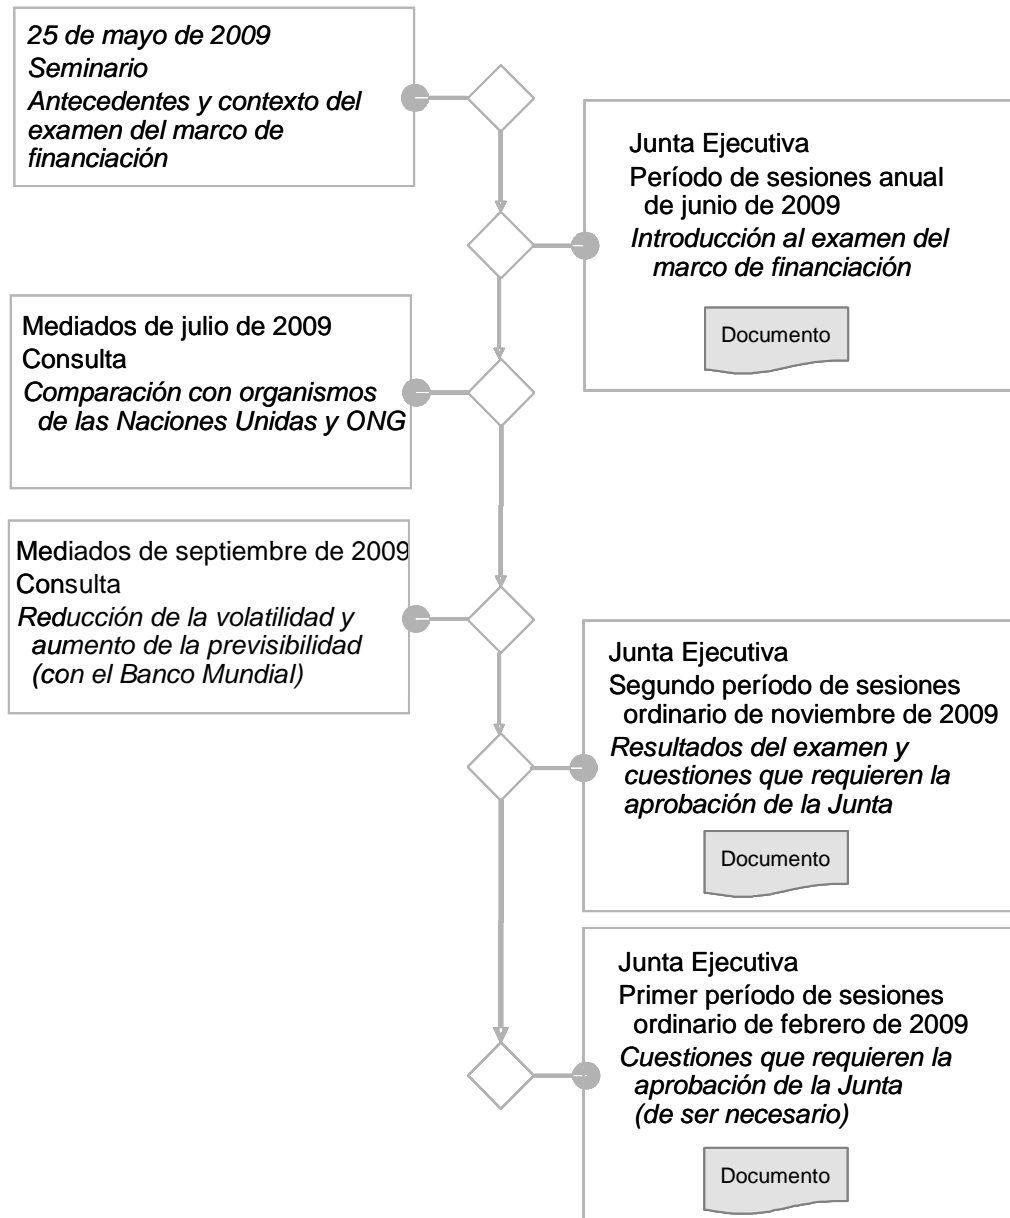 25 de mayo de 2009
Seminario
Antecedentes y contexto del
examen del marco de
financiación
Junta Ejecutiva
Período de sesiones anual
de junio de 2009
Introducción al examen del
marco de financiación
Documento
Mediados de julio de 2009
Consulta
Comparación con organismos
de las Naciones Unidas y ONG
Mediados de septiembre de 2009
Consulta
Reducción de la volatilidad y
aumento de la previsibilidad
(con el Banco Mundial)
Junta Ejecutiva
Segundo período de sesiones
ordinario de noviembre de 2009
Resultados del examen y
cuestiones que requieren la
aprobación de la Junta
Documento
Junta Ejecutiva
Primer período de sesiones
ordinario de febrero de 2009
Cuestiones que requieren la
aprobación de la Junta
(de ser necesario)
Documento